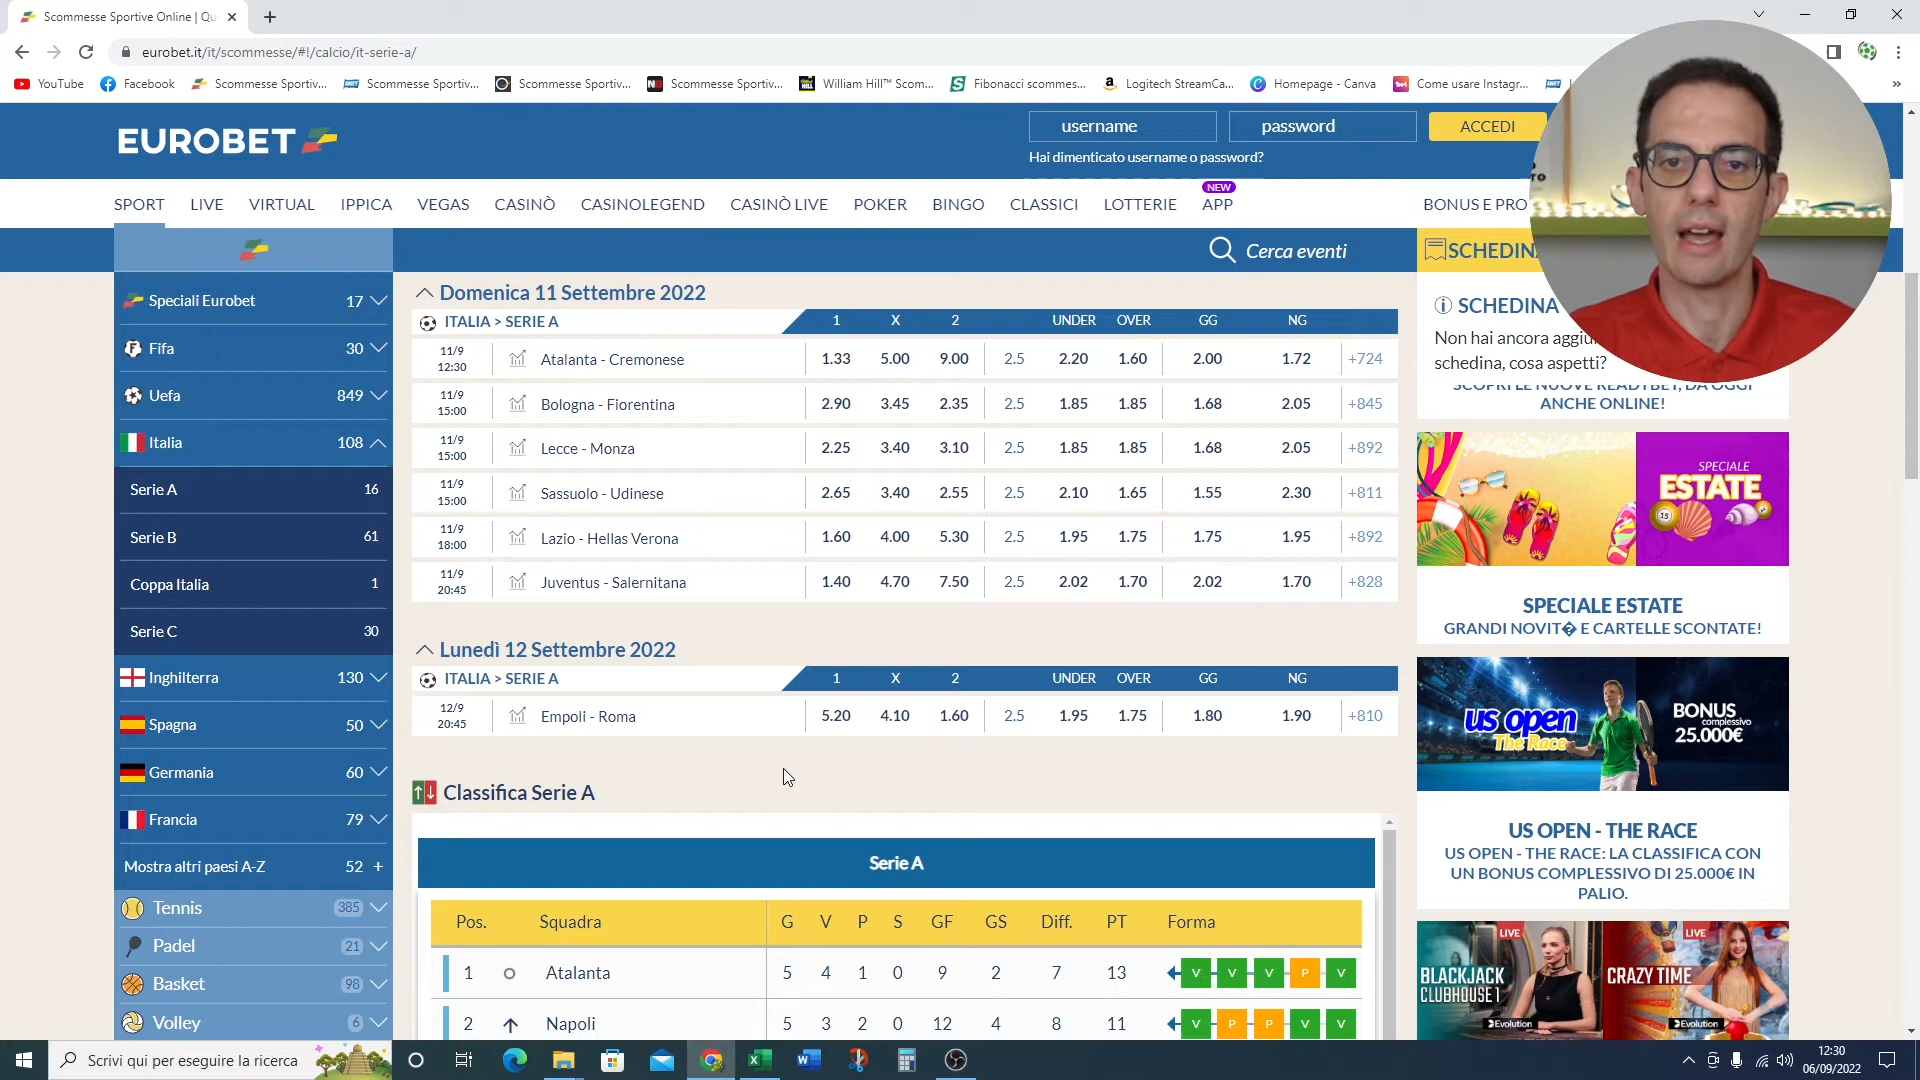 Scommesse Sportive Online | Qu
eurobet.it/it/scommesse/#!/calcio/it-serie-a/
YouTube Facebook Scommesse Sportiv... Scommesse Sportiv... Scommesse Sportiv... Scommesse Sportiv... William Hill™ Scom... Fibonacci scommes... Logitech StreamCa... Homepage - Canva Come usare Instagr...
EUROBET
username password ACCEDI
Hai dimenticato username o password?
NEW
SPORT LIVE VIRTUAL IPPICA VEGAS CASINÒ CASINOLEGEND CASINÒ LIVE POKER BINGO CLASSICI LOTTERIE APP BONUS E PRO
Cerca eventi
SCHEDINA
Speciali Eurobet 17
Fifa 30
Uefa 849
Italia 108
Serie A 16
Serie B 61
Coppa Italia 1
Serie C 30
Inghilterra 130
Spagna 50
Germania 60
Francia 79
Mostra altri paesi A-Z 52 +
Tennis 385
Padel 21
Basket 98
Volley 6
Domenica 11 Settembre 2022
ITALIA > SERIE A 1 X 2 UNDER OVER GG NG
11/9 12:30 Atalanta - Cremonese 1.33 5.00 9.00 2.5 2.20 1.60 2.00 1.72 +724
11/9 15:00 Bologna - Fiorentina 2.90 3.45 2.35 2.5 1.85 1.85 1.68 2.05 +845
11/9 15:00 Lecce - Monza 2.25 3.40 3.10 2.5 1.85 1.85 1.68 2.05 +892
11/9 15:00 Sassuolo - Udinese 2.65 3.40 2.55 2.5 2.10 1.65 1.55 2.30 +811
11/9 18:00 Lazio - Hellas Verona 1.60 4.00 5.30 2.5 1.95 1.75 1.75 1.95 +892
11/9 20:45 Juventus - Salernitana 1.40 4.70 7.50 2.5 2.02 1.70 2.02 1.70 +828
Lunedì 12 Settembre 2022
ITALIA > SERIE A 1 X 2 UNDER OVER GG NG
12/9 20:45 Empoli - Roma 5.20 4.10 1.60 2.5 1.95 1.75 1.80 1.90 +810
Classifica Serie A
Serie A
Pos. Squadra G V P S GF GS Diff. PT Forma
1 Atalanta 5 4 1 0 9 2 7 13 V V V P V
2 Napoli 5 3 2 0 12 4 8 11 V P P V V
SCHEDINA
Non hai ancora aggiu
schedina, cosa aspetti?
SCOPRI LE NUOVE READYBET, DA OGGI
ANCHE ONLINE!
SPECIALE
ESTATE
15
SPECIALE ESTATE
GRANDI NOVIT� E CARTELLE SCONTATE!
us open
The Race
BONUS
complessivo
25.000€
US OPEN - THE RACE
US OPEN - THE RACE: LA CLASSIFICA CON
UN BONUS COMPLESSIVO DI 25.000€ IN
PALIO.
LIVE LIVE
BLACKJACK
CLUBHOUSE 1
CRAZY TIME
Evolution Evolution
Scrivi qui per eseguire la ricerca
12:30
06/09/2022